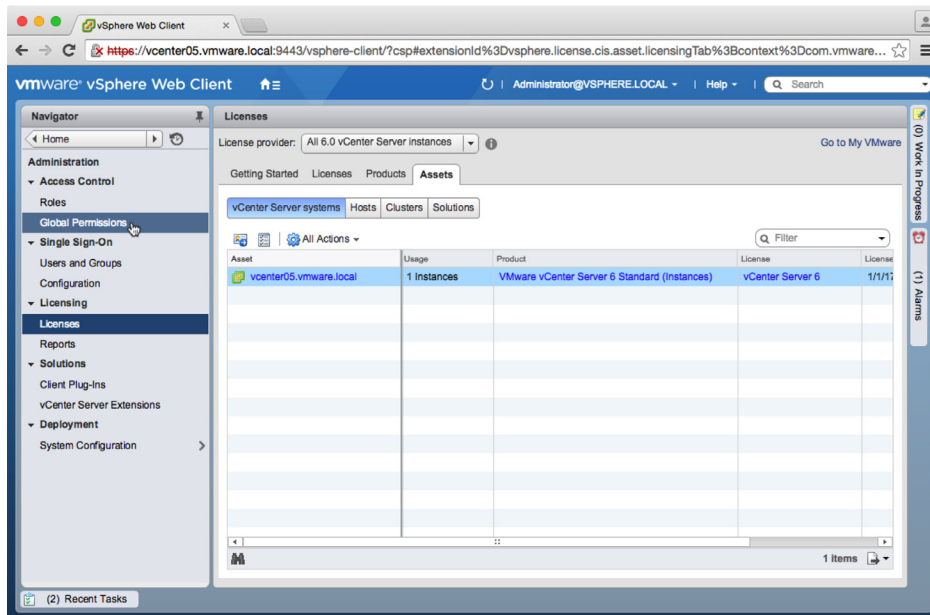 vSphere Web Client
https://vcenter05.vmware.local:9443/vsphere-client/?csp#extensionId%3Dvsphere.license.cis.asset.licensingTab%3Bcontext%3Dcom.vmware...
vmware® vSphere Web Client
Administrator@VSPHERE.LOCAL
Help
Search
Navigator
Home
Administration
Access Control
Roles
Global Permissions
Single Sign-On
Users and Groups
Configuration
Licensing
Licenses
Reports
Solutions
Client Plug-Ins
vCenter Server Extensions
Deployment
System Configuration
Licenses
License provider: All 6.0 vCenter Server instances
Go to My VMware
Getting Started Licenses Products Assets
vCenter Server systems Hosts Clusters Solutions
All Actions
Filter
Asset Usage Product License License
vcenter05.vmware.local 1 Instances VMware vCenter Server 6 Standard (Instances) vCenter Server 6 1/1/17
1 Items
(0) Work In Progress
(1) Alarms
(2) Recent Tasks